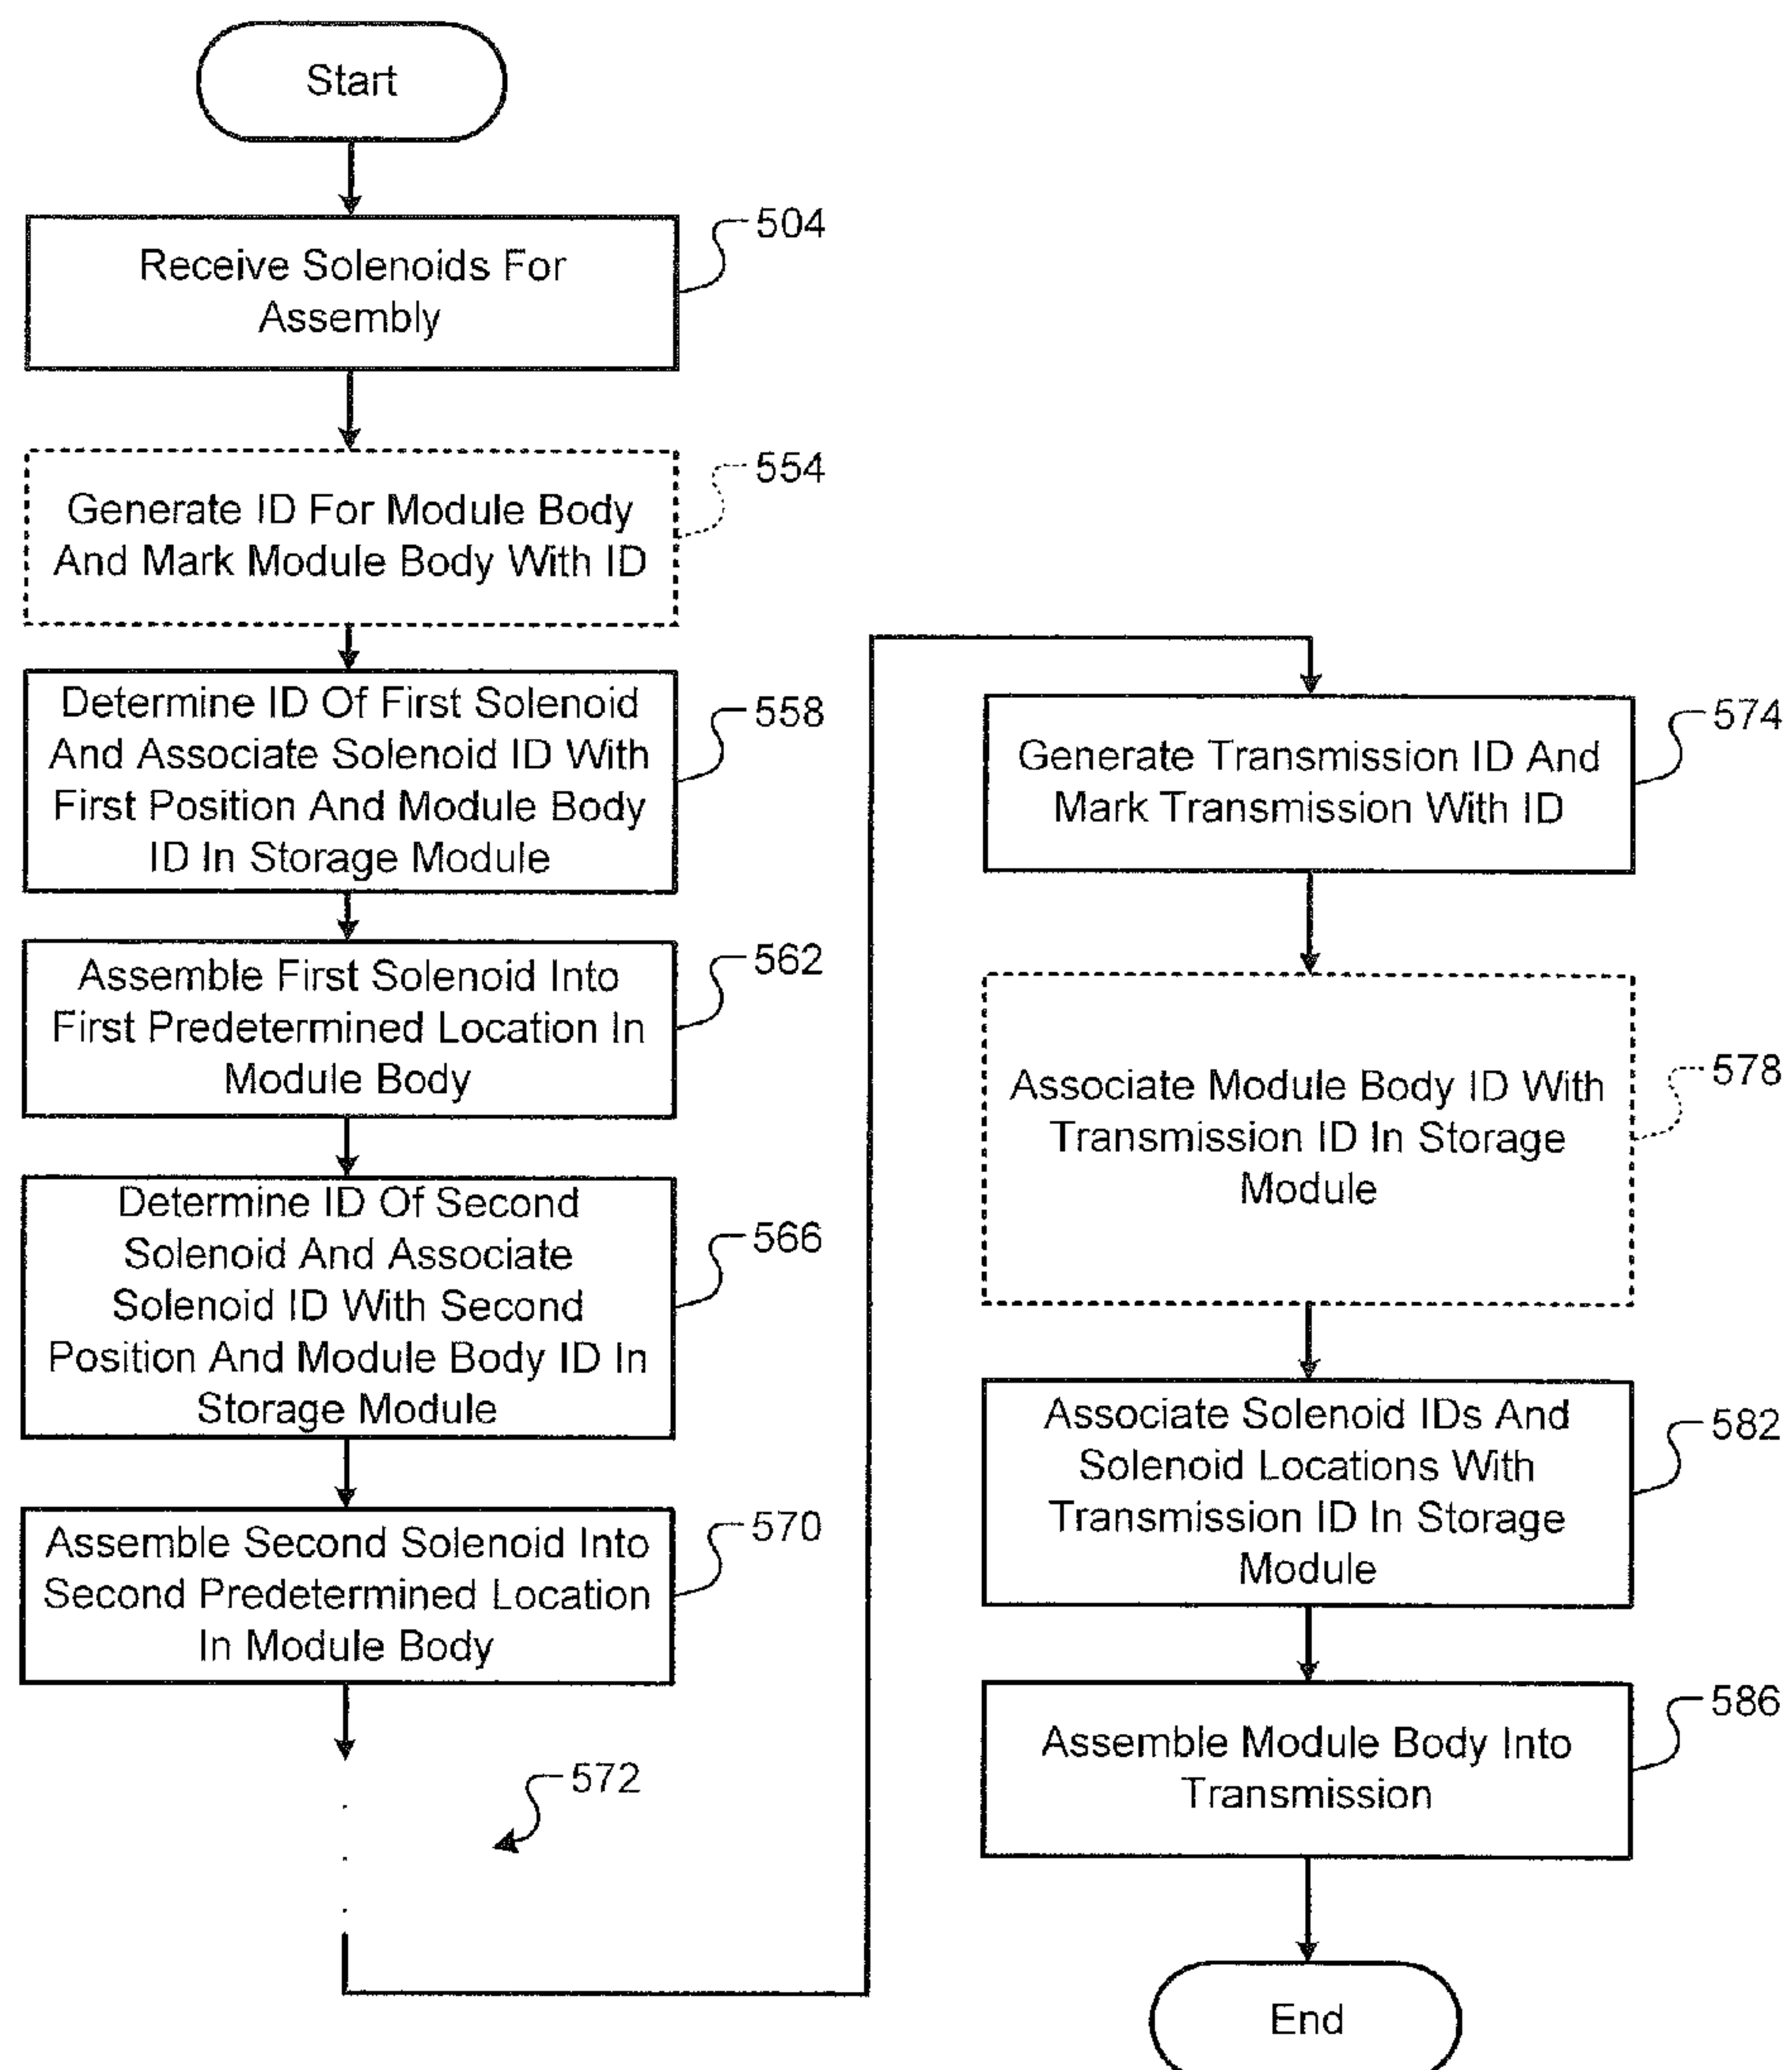 Start
Receive Solenoids For
Assembly
504
Generate ID For Module Body
And Mark Module Body With ID
554
Determine ID Of First Solenoid
And Associate Solenoid ID With
First Position And Module Body
ID In Storage Module
558
Assemble First Solenoid Into
First Predetermined Location In
Module Body
562
Determine ID Of Second
Solenoid And Associate
Solenoid ID With Second
Position And Module Body ID In
Storage Module
566
Assemble Second Solenoid Into
Second Predetermined Location
In Module Body
570
572
Generate Transmission ID And
Mark Transmission With ID
574
Associate Module Body ID With
Transmission ID In Storage
Module
578
Associate Solenoid IDs And
Solenoid Locations With
Transmission ID In Storage
Module
582
Assemble Module Body Into
Transmission
586
End